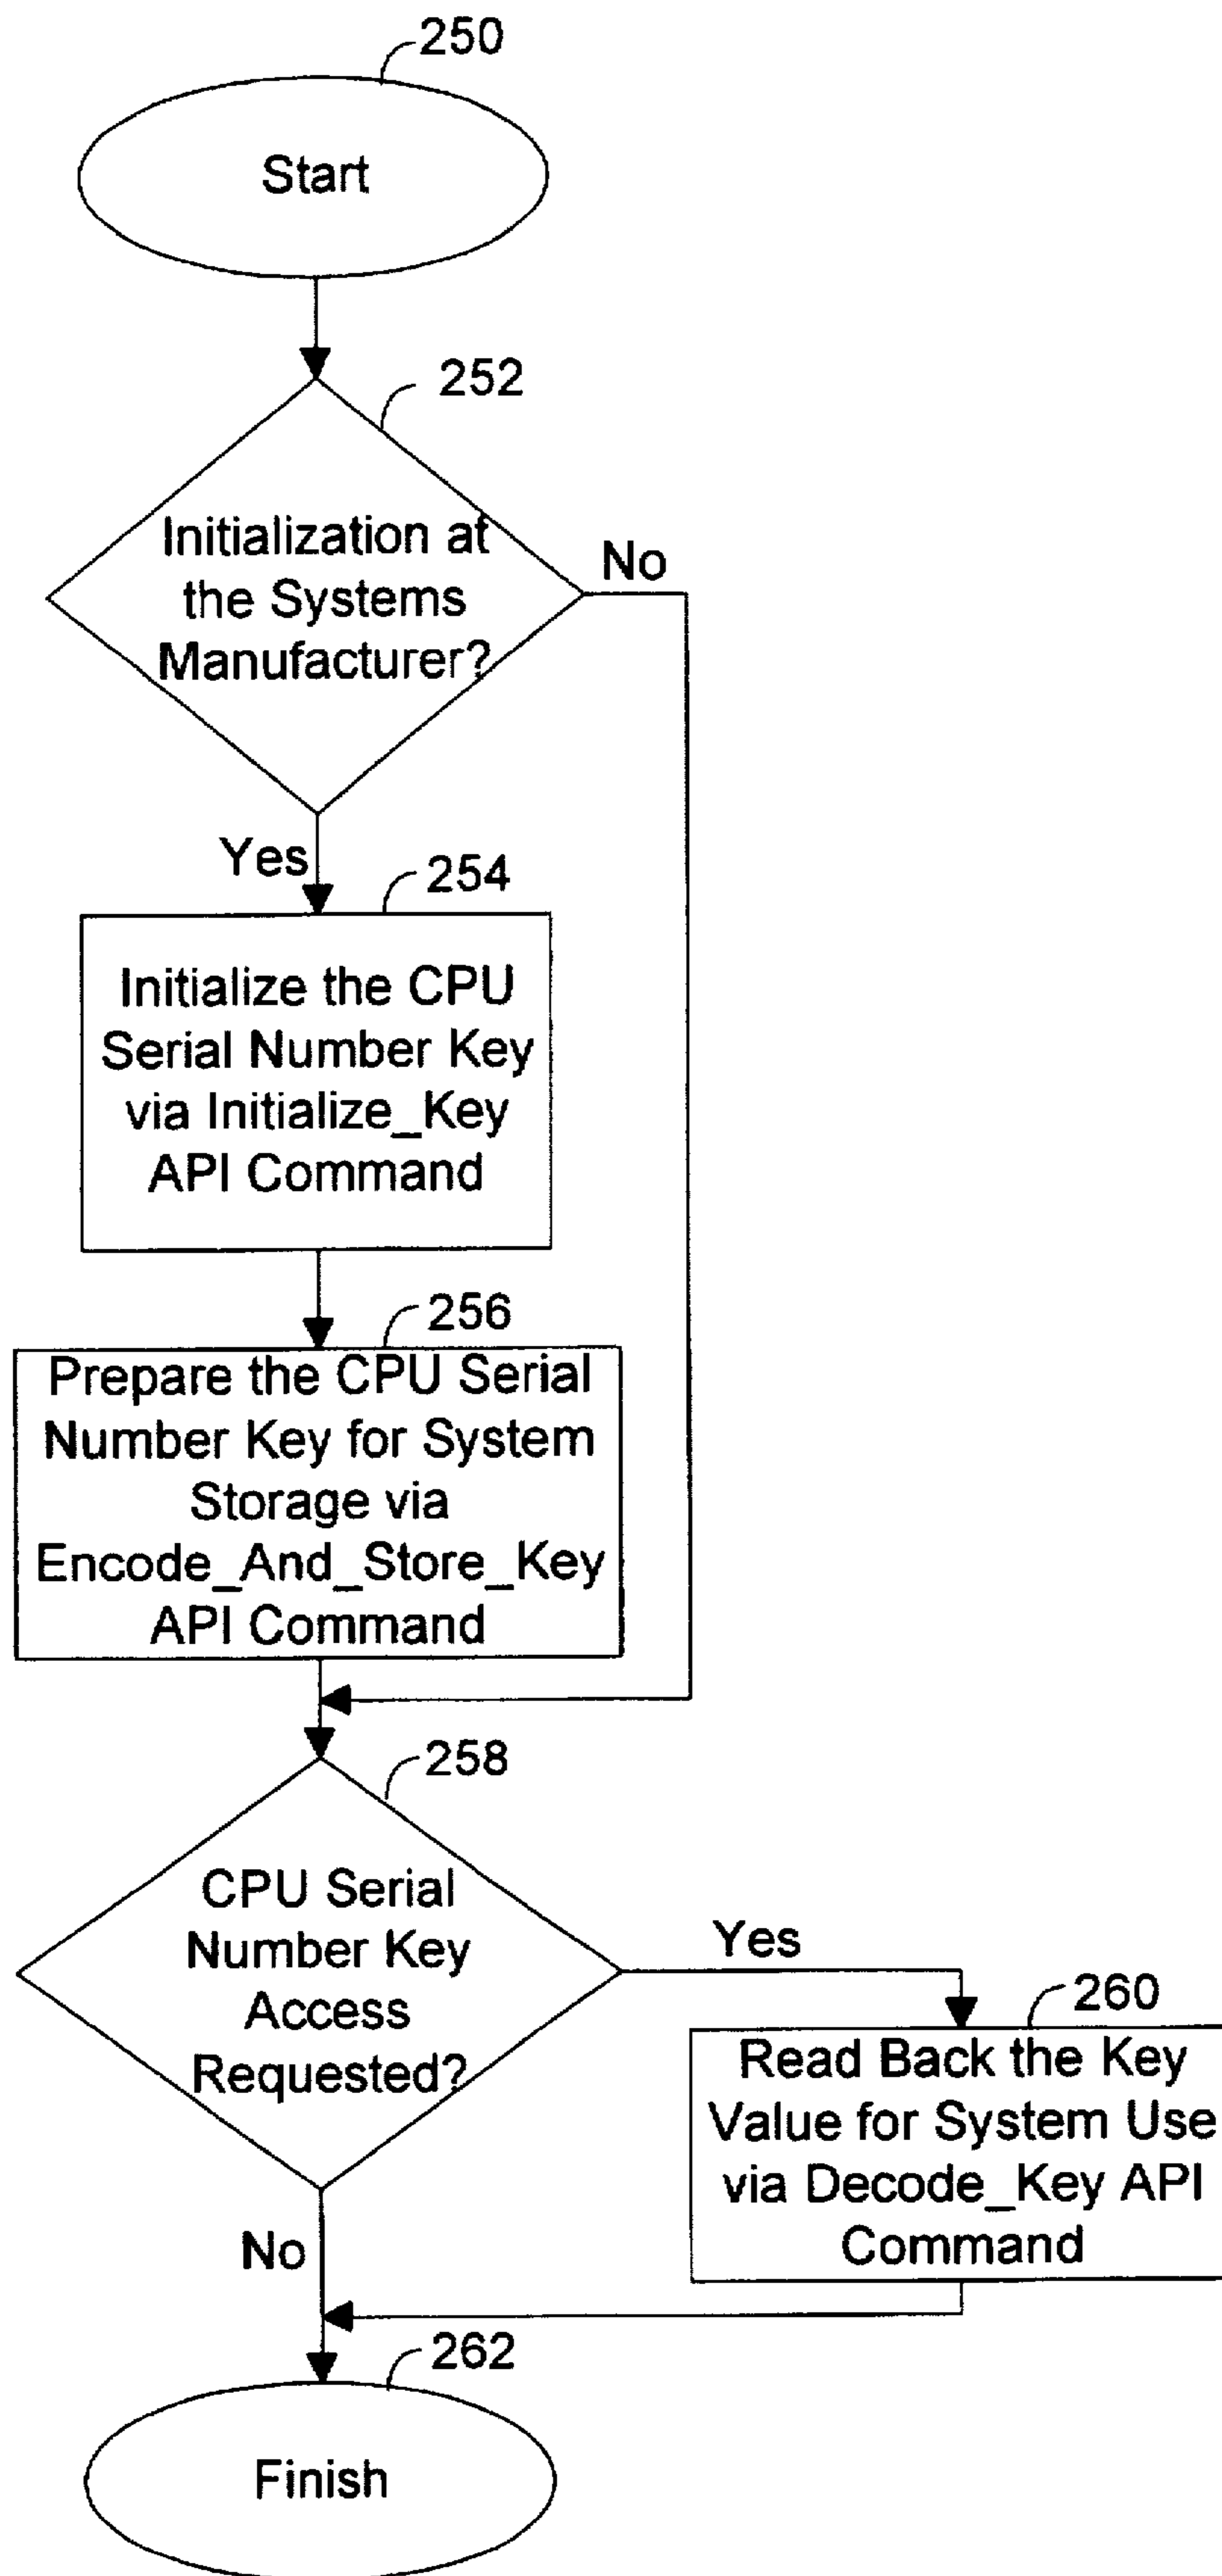 250
Start
252
Initialization at
the Systems
Manufacturer?
No
Yes
254
Initialize the CPU
Serial Number Key
via Initialize_Key
API Command
256
Prepare the CPU Serial
Number Key for System
Storage via
Encode_And_Store_Key
API Command
258
CPU Serial
Number Key
Access
Requested?
Yes
260
Read Back the Key
Value for System Use
via Decode_Key API
Command
No
262
Finish